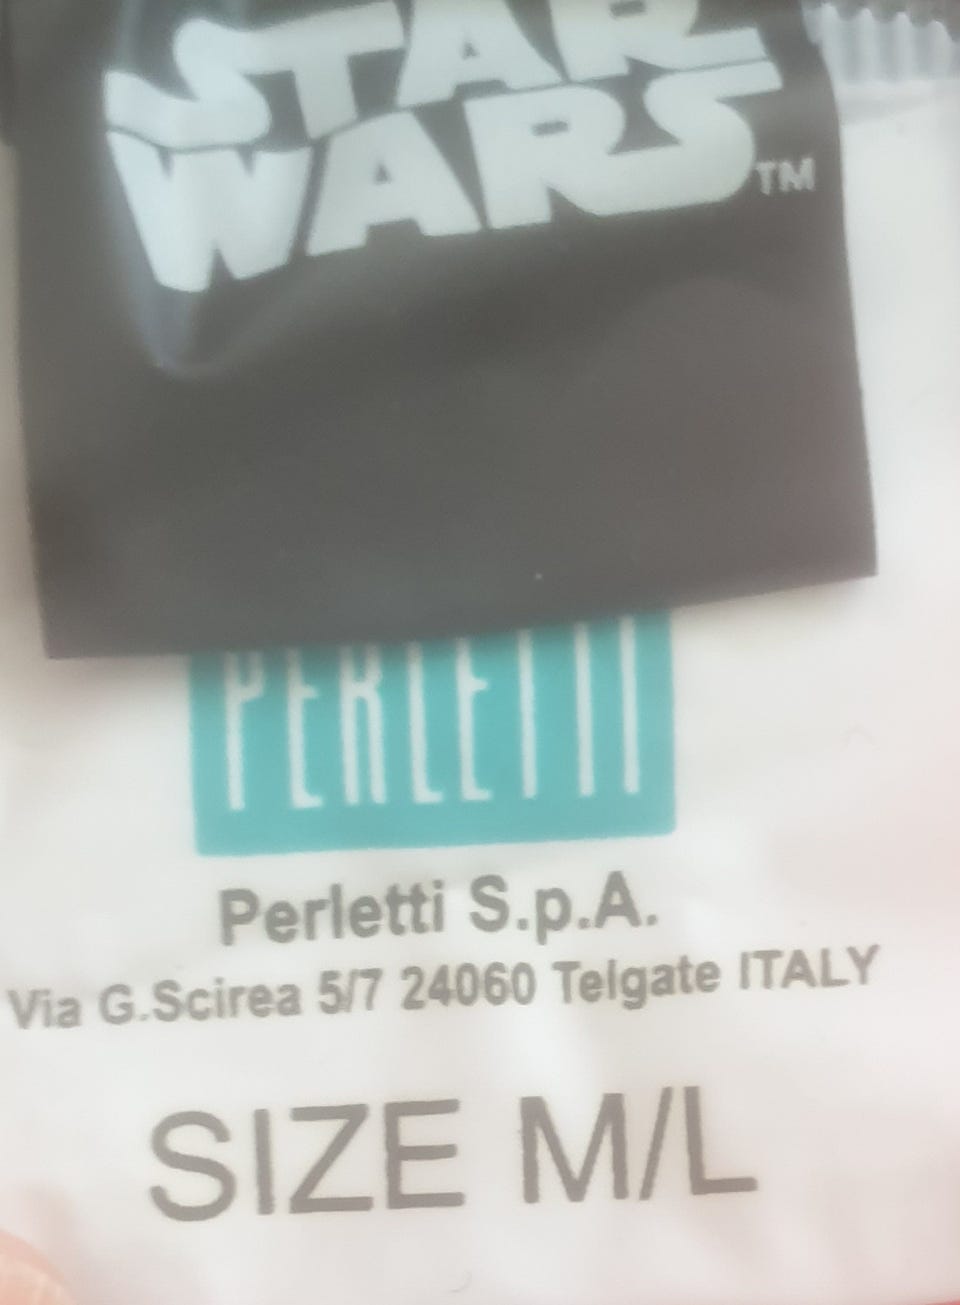 STAR
WARS TM
PERLETTI
Perletti S.p.A.
Via G.Scirea 5/7 24060 Telgate ITALY
SIZE M/L